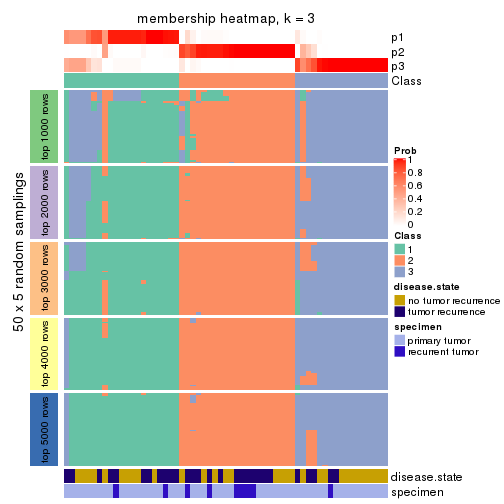 membership heatmap, k = 3
p1
p2
p3
Class
50 x 5 random samplings
top 1000 rows
top 2000 rows
top 3000 rows
top 4000 rows
top 5000 rows
disease.state
specimen
Prob
1
0.8
0.6
0.4
0.2
0
Class
1
2
3
disease.state
no tumor recurrence
tumor recurrence
specimen
primary tumor
recurrent tumor